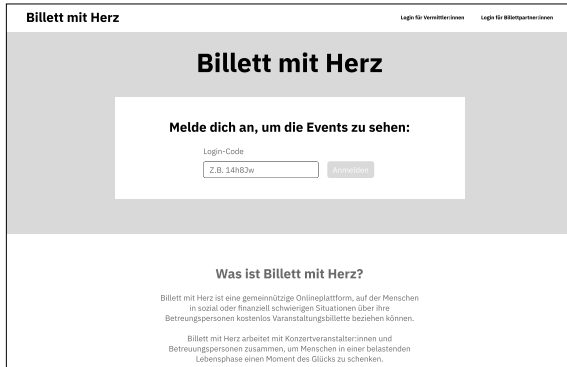 Billett mit Herz
Login für Vermittler:innen Login für Billettpartner:innen
Billett mit Herz
Melde dich an, um die Events zu sehen:
Login-Code
Z.B. 14h8Jw Anmelden
Was ist Billett mit Herz?
Billett mit Herz ist eine gemeinnützige Onlineplattform, auf der Menschen
in sozial oder finanziell schwierigen Situationen über ihre
Betreungspersonen kostenlos Varanstaltungsbillette beziehen können.
Billett mit Herz arbeitet mit Konzertveranstalter:innen und
Betreuungspersonen zusammen, um Menschen in einer belastenden
Lebensphase einen Moment des Glücks zu schenken.